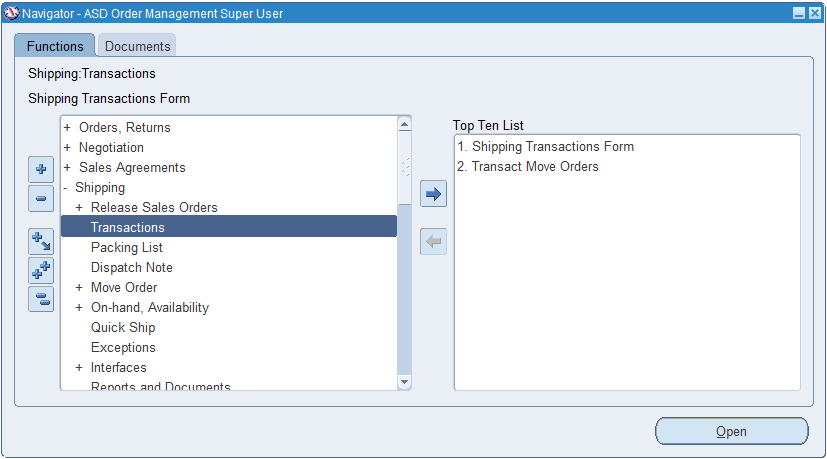 Navigator - ASD Order Management Super User
Functions
Documents
Shipping:Transactions
Shipping Transactions Form
+ Orders, Returns
+ Negotiation
+ Sales Agreements
- Shipping
+ Release Sales Orders
Transactions
Packing List
Dispatch Note
+ Move Order
+ On-hand, Availability
Quick Ship
Exceptions
+ Interfaces
Reports and Documents
Top Ten List
1. Shipping Transactions Form
2. Transact Move Orders
Open